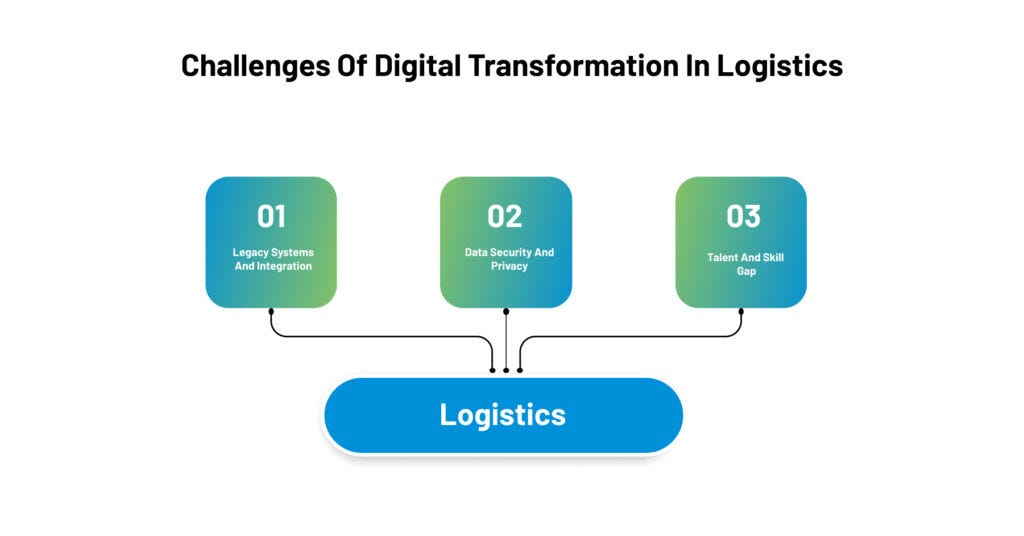 Challenges Of Digital Transformation In Logistics
01
Legacy Systems
And Integration
02
Data Security And
Privacy
03
Talent And Skill
Gap
Logistics